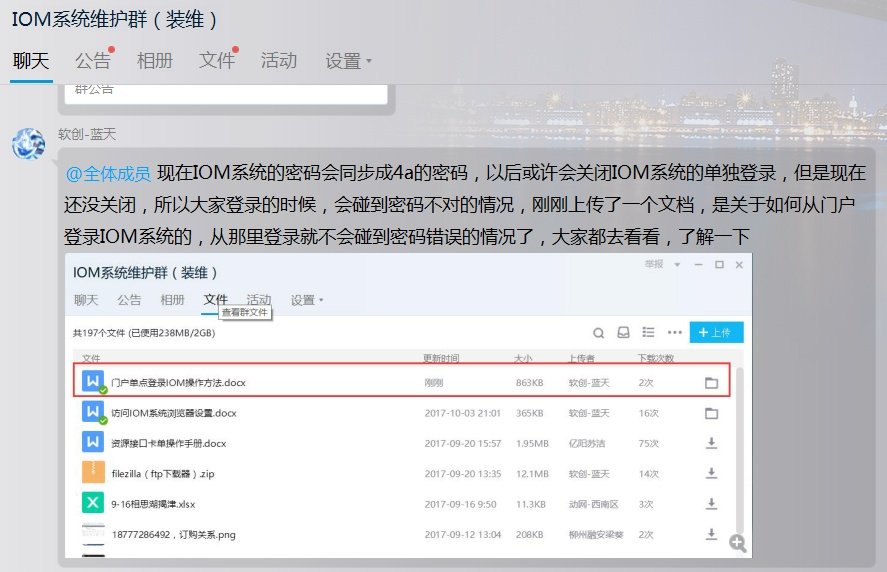 IOM系统维护群（装维）
聊天 公告 相册 文件 活动 设置
群公告
软创-蓝天
@全体成员 现在IOM系统的密码会同步成4a的密码，以后或许会关闭IOM系统的单独登录，但是现在
还没关闭，所以大家登录的时候，会碰到密码不对的情况，刚刚上传了一个文档，是关于如何从门户
登录IOM系统的，从那里登录就不会碰到密码错误的情况了，大家都去看看，了解一下
IOM系统维护群（装维）
举报
聊天 公告 相册 文件 活动 设置
查看群文件
共197个文件 (已使用238MB/2GB)
+上传
文件 更新时间 大小 上传者 下载次数
门户单点登录IOM操作方法.docx 刚刚 863KB 软创-蓝天 2次
访问IOM系统浏览器设置.docx 2017-10-03 21:01 365KB 软创-蓝天 16次
资源接口卡单操作手册.docx 2017-09-20 15:57 1.95MB 亿阳苏洁 75次
filezilla（ftp下载器）.zip 2017-09-20 13:35 12.1MB 软创-蓝天 14次
9-16相思湖揭津.xlsx 2017-09-16 9:50 11.3KB 动网-西南区 3次
18777286492，订购关系.png 2017-09-12 13:04 208KB 柳州融安梁葵 2次